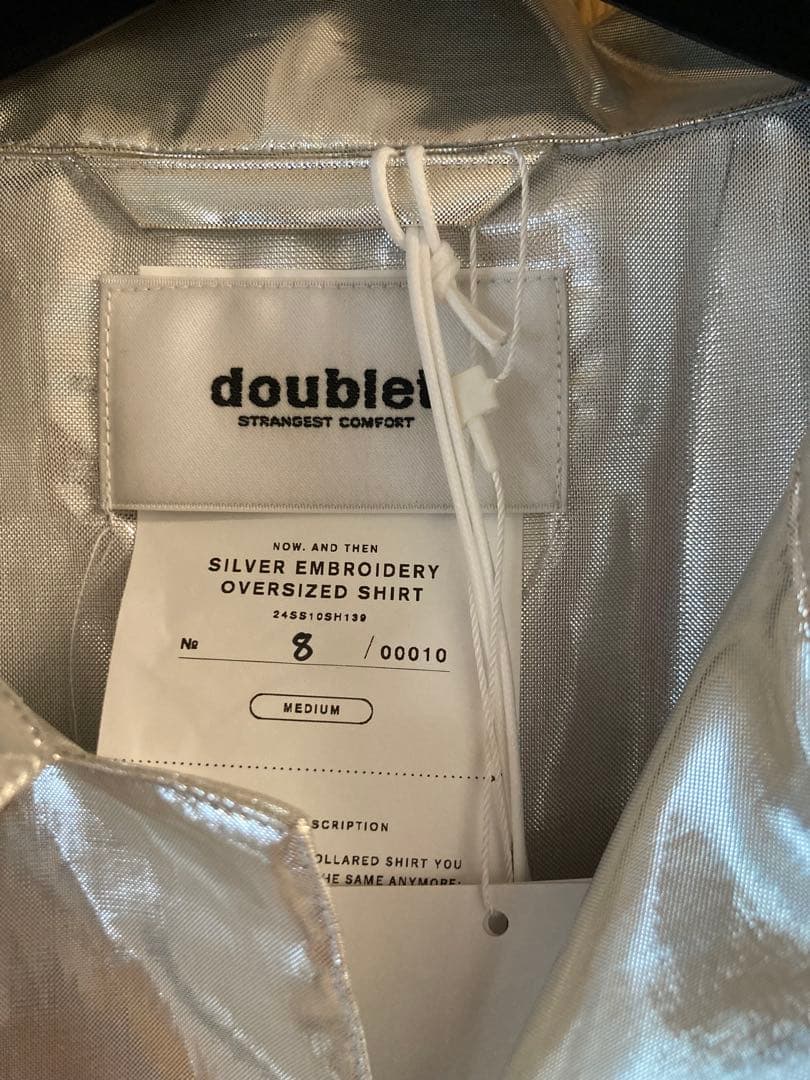 doublet
STRANGEST COMFORT
NOW. AND THEN
SILVER EMBROIDERY
OVERSIZED SHIRT
24SS10SH139
№ 8 / 00010
MEDIUM
SCRIPTION
OLLARED SHIRT YOU
HE SAME ANYMORE.